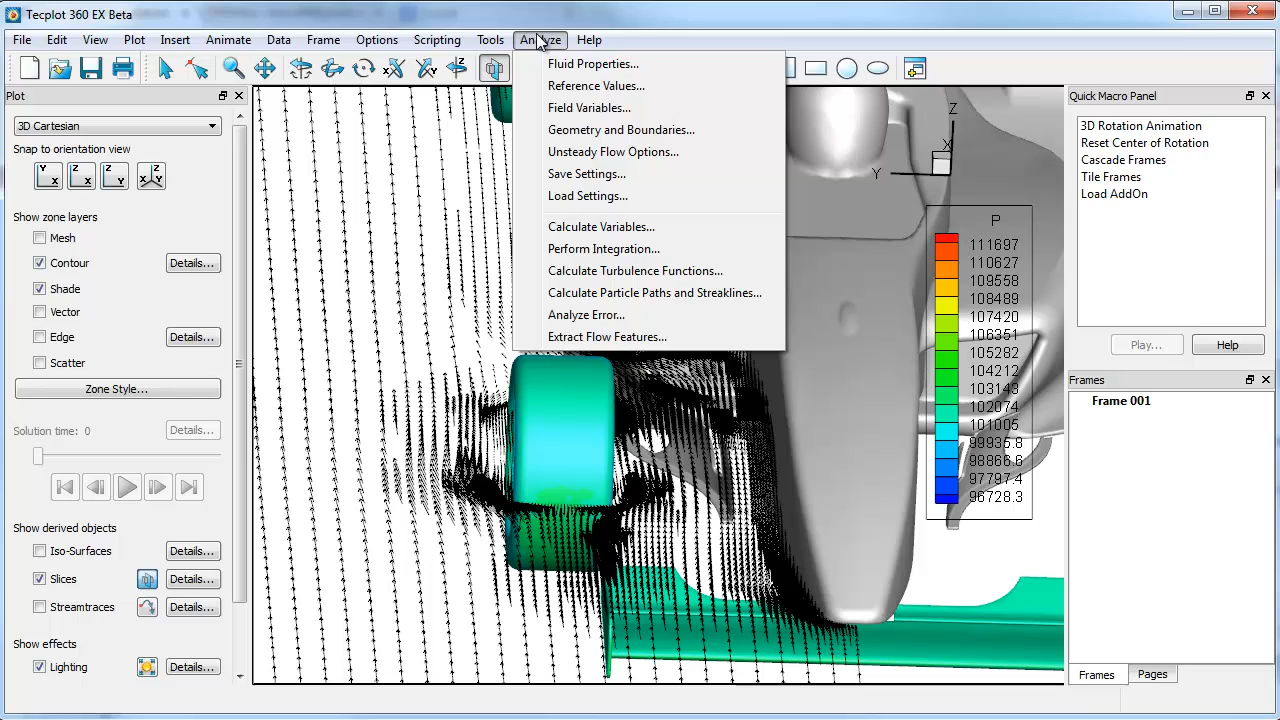 Tecplot 360 EX Beta
File Edit View Plot Insert Animate Data Frame Options Scripting Tools Analyze Help
Fluid Properties...
Reference Values...
Field Variables...
Geometry and Boundaries...
Unsteady Flow Options...
Save Settings...
Load Settings...
Calculate Variables...
Perform Integration...
Calculate Turbulence Functions...
Calculate Particle Paths and Streaklines...
Analyze Error...
Extract Flow Features...
Plot
3D Cartesian
Snap to orientation view
Y X Z X Z Y Z X Y
Show zone layers
Mesh
Contour Details...
Shade
Vector
Edge Details...
Scatter
Zone Style...
Solution time: 0 Details...
Show derived objects
Iso-Surfaces Details...
Slices Details...
Streamtraces Details...
Show effects
Lighting Details...
Z
X
Y
P
111697
110627
109558
108489
107420
106351
105282
104212
103143
102074
101005
99935.8
98866.6
97797.4
96728.3
Quick Macro Panel
3D Rotation Animation
Reset Center of Rotation
Cascade Frames
Tile Frames
Load AddOn
Play... Help
Frames
Frame 001
Frames Pages